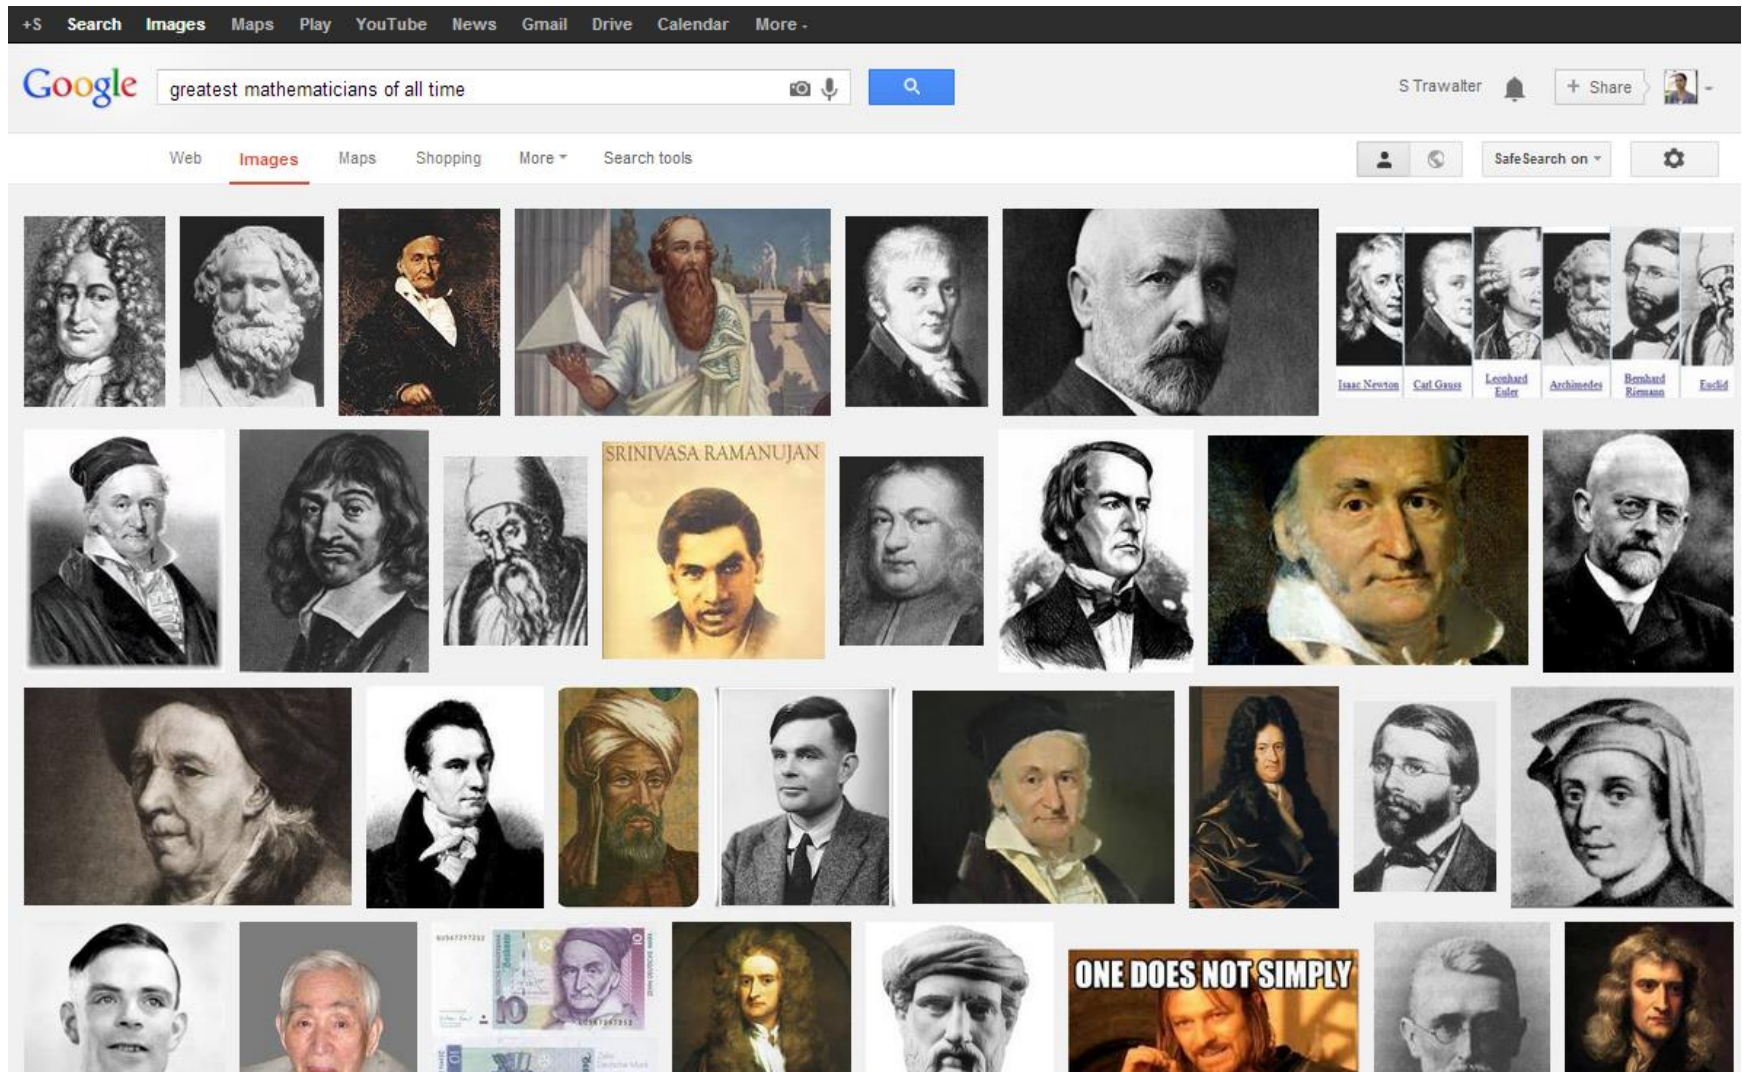 +S Search Images Maps Play YouTube News Gmail Drive Calendar More
Google greatest mathematicians of all time S Trawalter + Share
Web Images Maps Shopping More Search tools SafeSearch on
Isaac Newton Carl Gauss Leonhard Euler Archimedes Bernhard Riemann Euclid
SRINIVASA RAMANUJAN
10
ONE DOES NOT SIMPLY